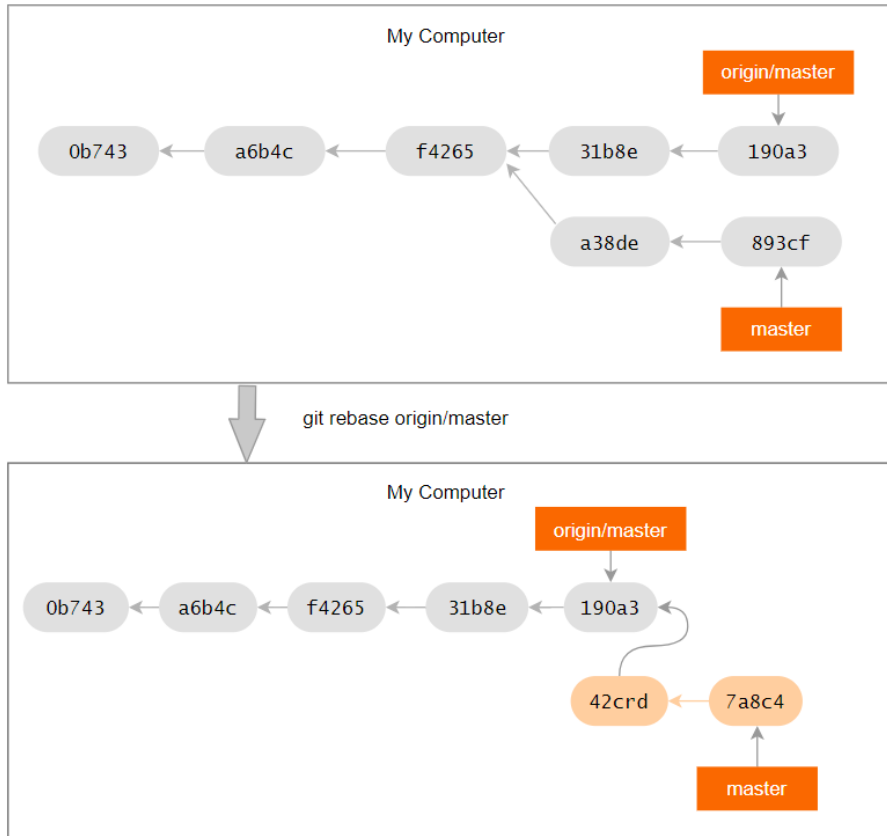 My Computer
origin/master
0b743 a6b4c f4265 31b8e 190a3
a38de 893cf
master
git rebase origin/master
My Computer
origin/master
0b743 a6b4c f4265 31b8e 190a3
42crd 7a8c4
master